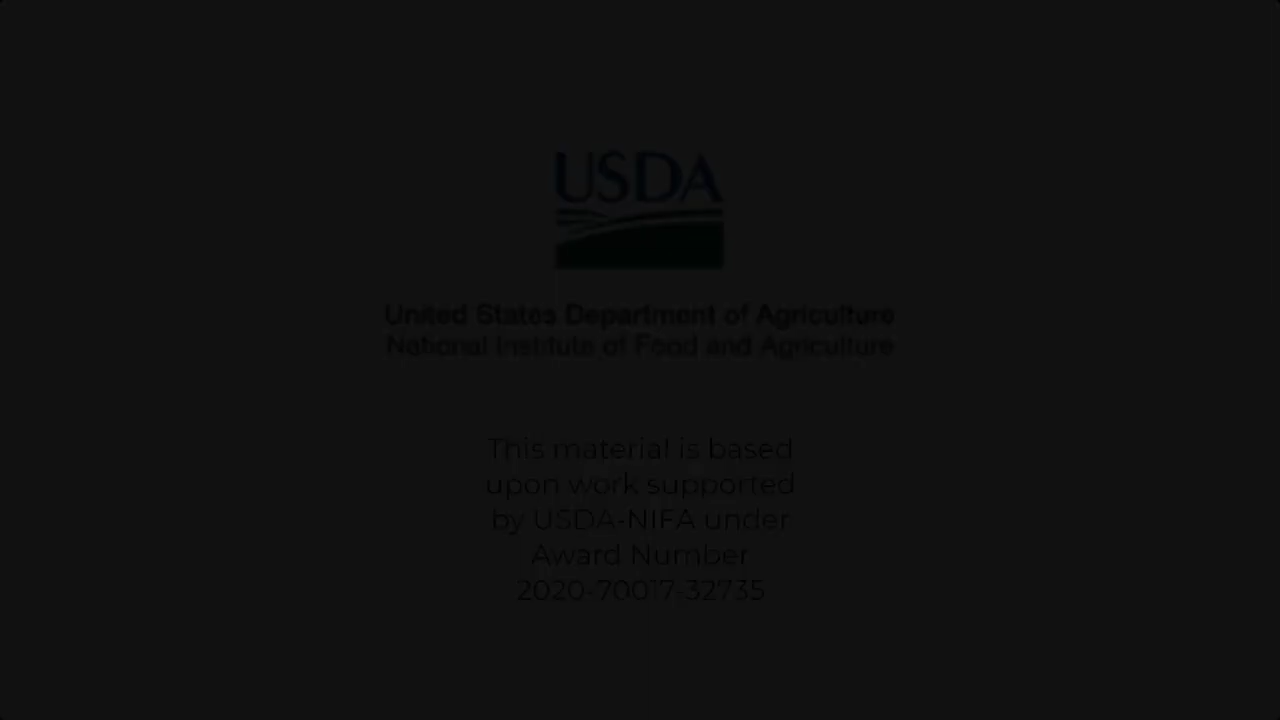 USDA
United States Department of Agriculture
National Institute of Food and Agriculture
This material is based
upon work supported
by USDA-NIFA under
Award Number
2020-70017-32735